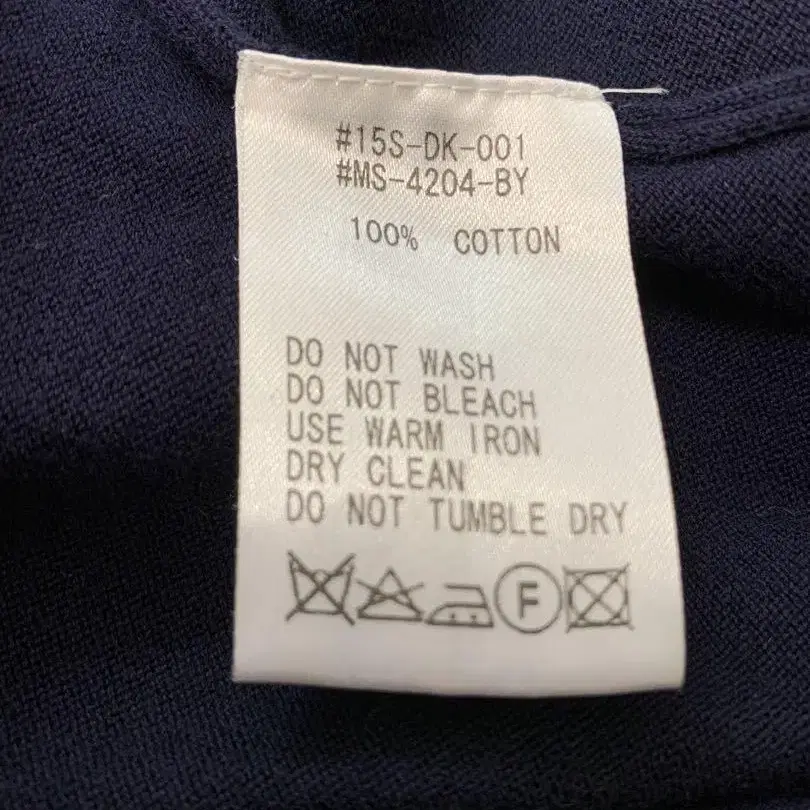 #15S-DK-001
#MS-4204-BY
100% COTTON
DO NOT WASH
DO NOT BLEACH
USE WARM IRON
DRY CLEAN
DO NOT TUMBLE DRY
F